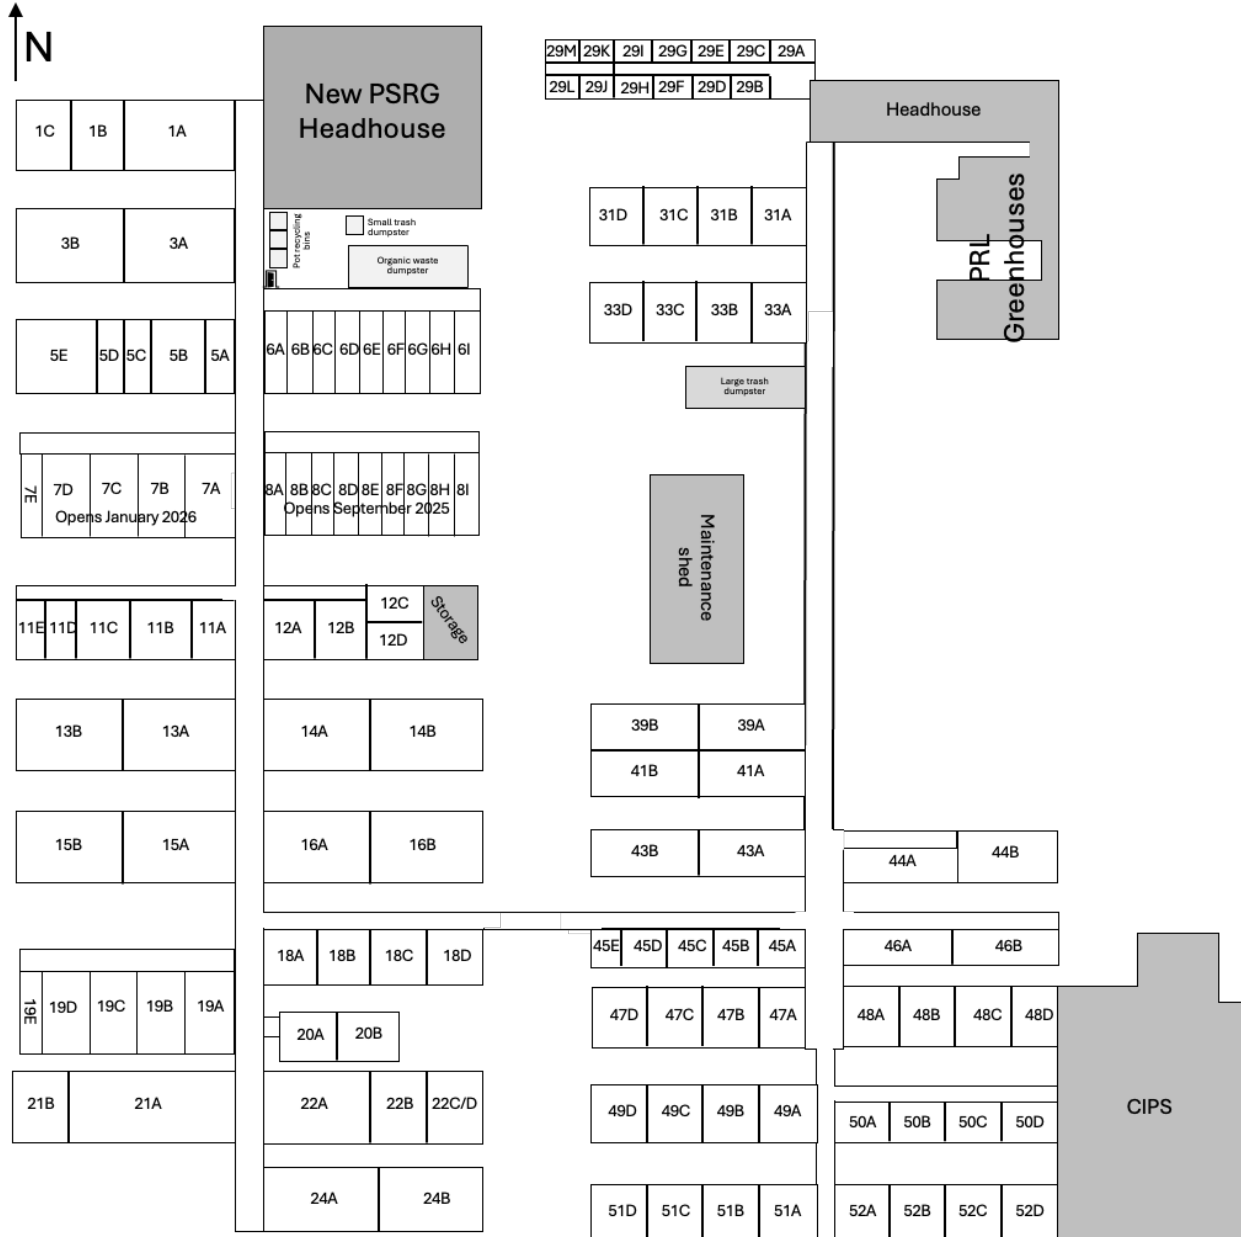 N
New PSRG
Headhouse
29M 29K 29I 29G 29E 29C 29A
29L 29J 29H 29F 29D 29B
Headhouse
1C 1B 1A
31D 31C 31B 31A
PRL
Greenhouses
3B 3A
Pot recycling
bins
Small trash
dumpster
Organic waste
dumpster
33D 33C 33B 33A
5E 5D 5C 5B 5A
6A 6B 6C 6D 6E 6F 6G 6H 6I
Large trash
dumpster
7E 7D 7C 7B 7A
Opens January 2026
8A 8B 8C 8D 8E 8F 8G 8H 8I
Opens September 2025
Maintenance
shed
11E 11D 11C 11B 11A
12A 12B 12C
12D
Storage
13B 13A
14A 14B
39B 39A
41B 41A
15B 15A
16A 16B
43B 43A
44A 44B
18A 18B 18C 18D
45E 45D 45C 45B 45A
46A 46B
19E 19D 19C 19B 19A
20A 20B
47D 47C 47B 47A
48A 48B 48C 48D
21B 21A
22A 22B 22C/D
49D 49C 49B 49A
50A 50B 50C 50D
CIPS
24A 24B
51D 51C 51B 51A
52A 52B 52C 52D